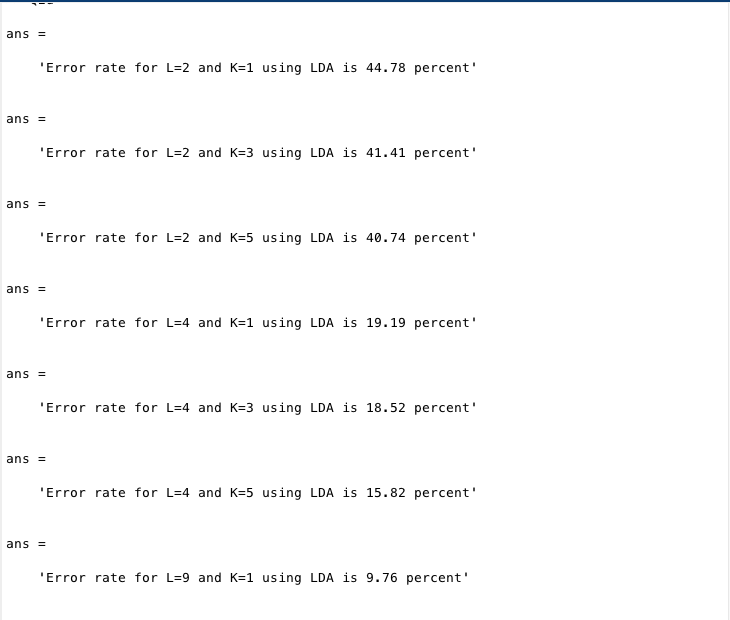 ans =
'Error rate for L=2 and K=1 using LDA is 44.78 percent'
ans =
'Error rate for L=2 and K=3 using LDA is 41.41 percent'
ans =
'Error rate for L=2 and K=5 using LDA is 40.74 percent'
ans =
'Error rate for L=4 and K=1 using LDA is 19.19 percent'
ans =
'Error rate for L=4 and K=3 using LDA is 18.52 percent'
ans =
'Error rate for L=4 and K=5 using LDA is 15.82 percent'
ans =
'Error rate for L=9 and K=1 using LDA is 9.76 percent'